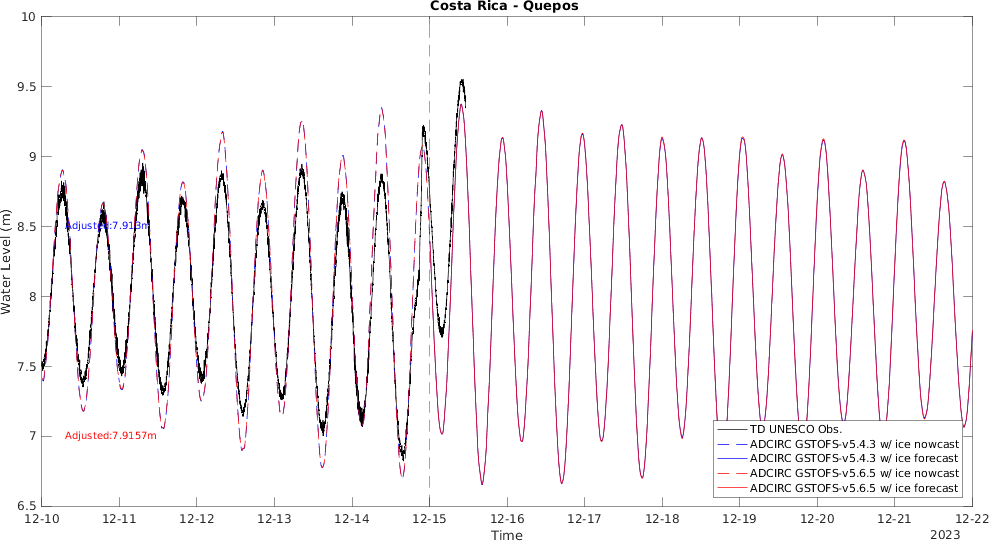 Costa Rica - Quepos
10
9.5
9
8.5
8
7.5
7
6.5
Water Level (m)
Adjusted:7.913m
Adjusted:7.9157m
TD UNESCO Obs.
ADCIRC GSTOFS-v5.4.3 w/ ice nowcast
ADCIRC GSTOFS-v5.4.3 w/ ice forecast
ADCIRC GSTOFS-v5.6.5 w/ ice nowcast
ADCIRC GSTOFS-v5.6.5 w/ ice forecast
12-10 12-11 12-12 12-13 12-14 12-15 12-16 12-17 12-18 12-19 12-20 12-21 12-22
Time
2023